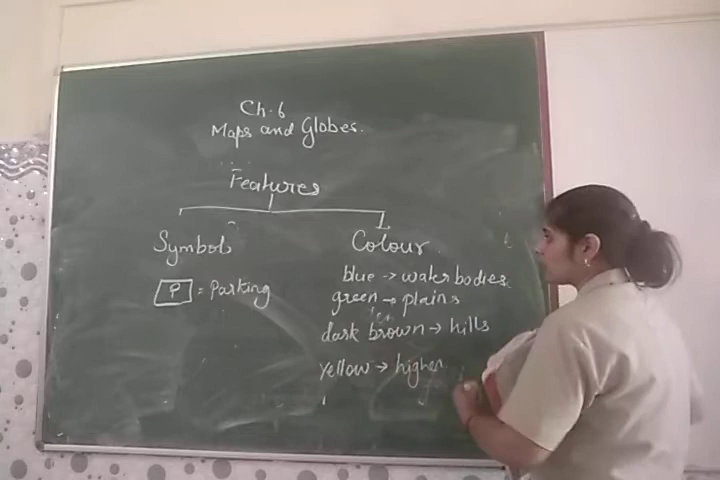 Ch-6
Maps and Globes.
Features
Symbols
Colour
P = Parking
blue → water bodies
green → plains
dark brown → hills
yellow → higher